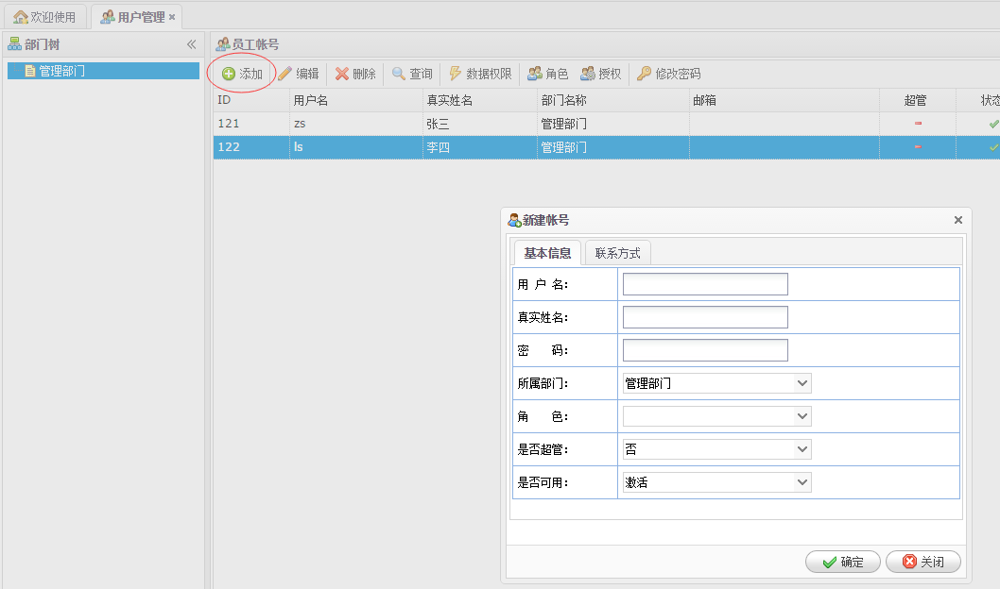 欢迎使用 用户管理
部门树
管理部门
员工帐号
添加 编辑 删除 查询 数据权限 角色 授权 修改密码
ID 用户名 真实姓名 部门名称 邮箱 超管 状态
121 zs 张三 管理部门
122 ls 李四 管理部门
新建帐号
基本信息 联系方式
用 户 名:
真实姓名:
密 码:
所属部门: 管理部门
角 色:
是否超管: 否
是否可用: 激活
确定 关闭